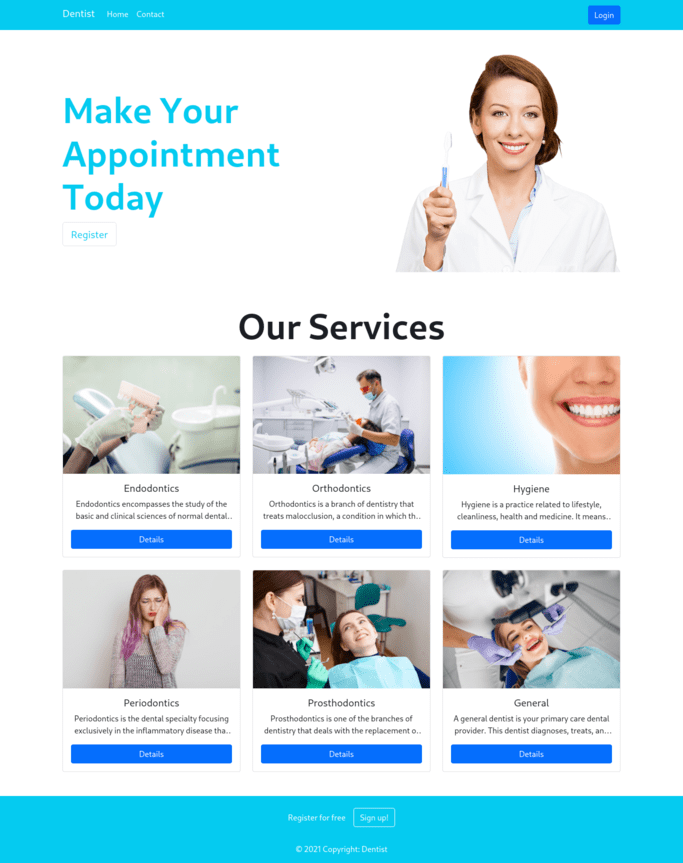 Dentist Home Contact Login
Make Your
Appointment
Today
Register
Our Services
Endodontics
Endodontics encompasses the study of the
basic and clinical sciences of normal dental..
Details
Orthodontics
Orthodontics is a branch of dentistry that
treats malocclusion, a condition in which th..
Details
Hygiene
Hygiene is a practice related to lifestyle,
cleanliness, health and medicine. It means..
Details
Periodontics
Periodontics is the dental specialty focusing
exclusively in the inflammatory disease tha..
Details
Prosthodontics
Prosthodontics is one of the branches of
dentistry that deals with the replacement o..
Details
General
A general dentist is your primary care dental
provider. This dentist diagnoses, treats, an...
Details
Register for free Sign up!
© 2021 Copyright: Dentist